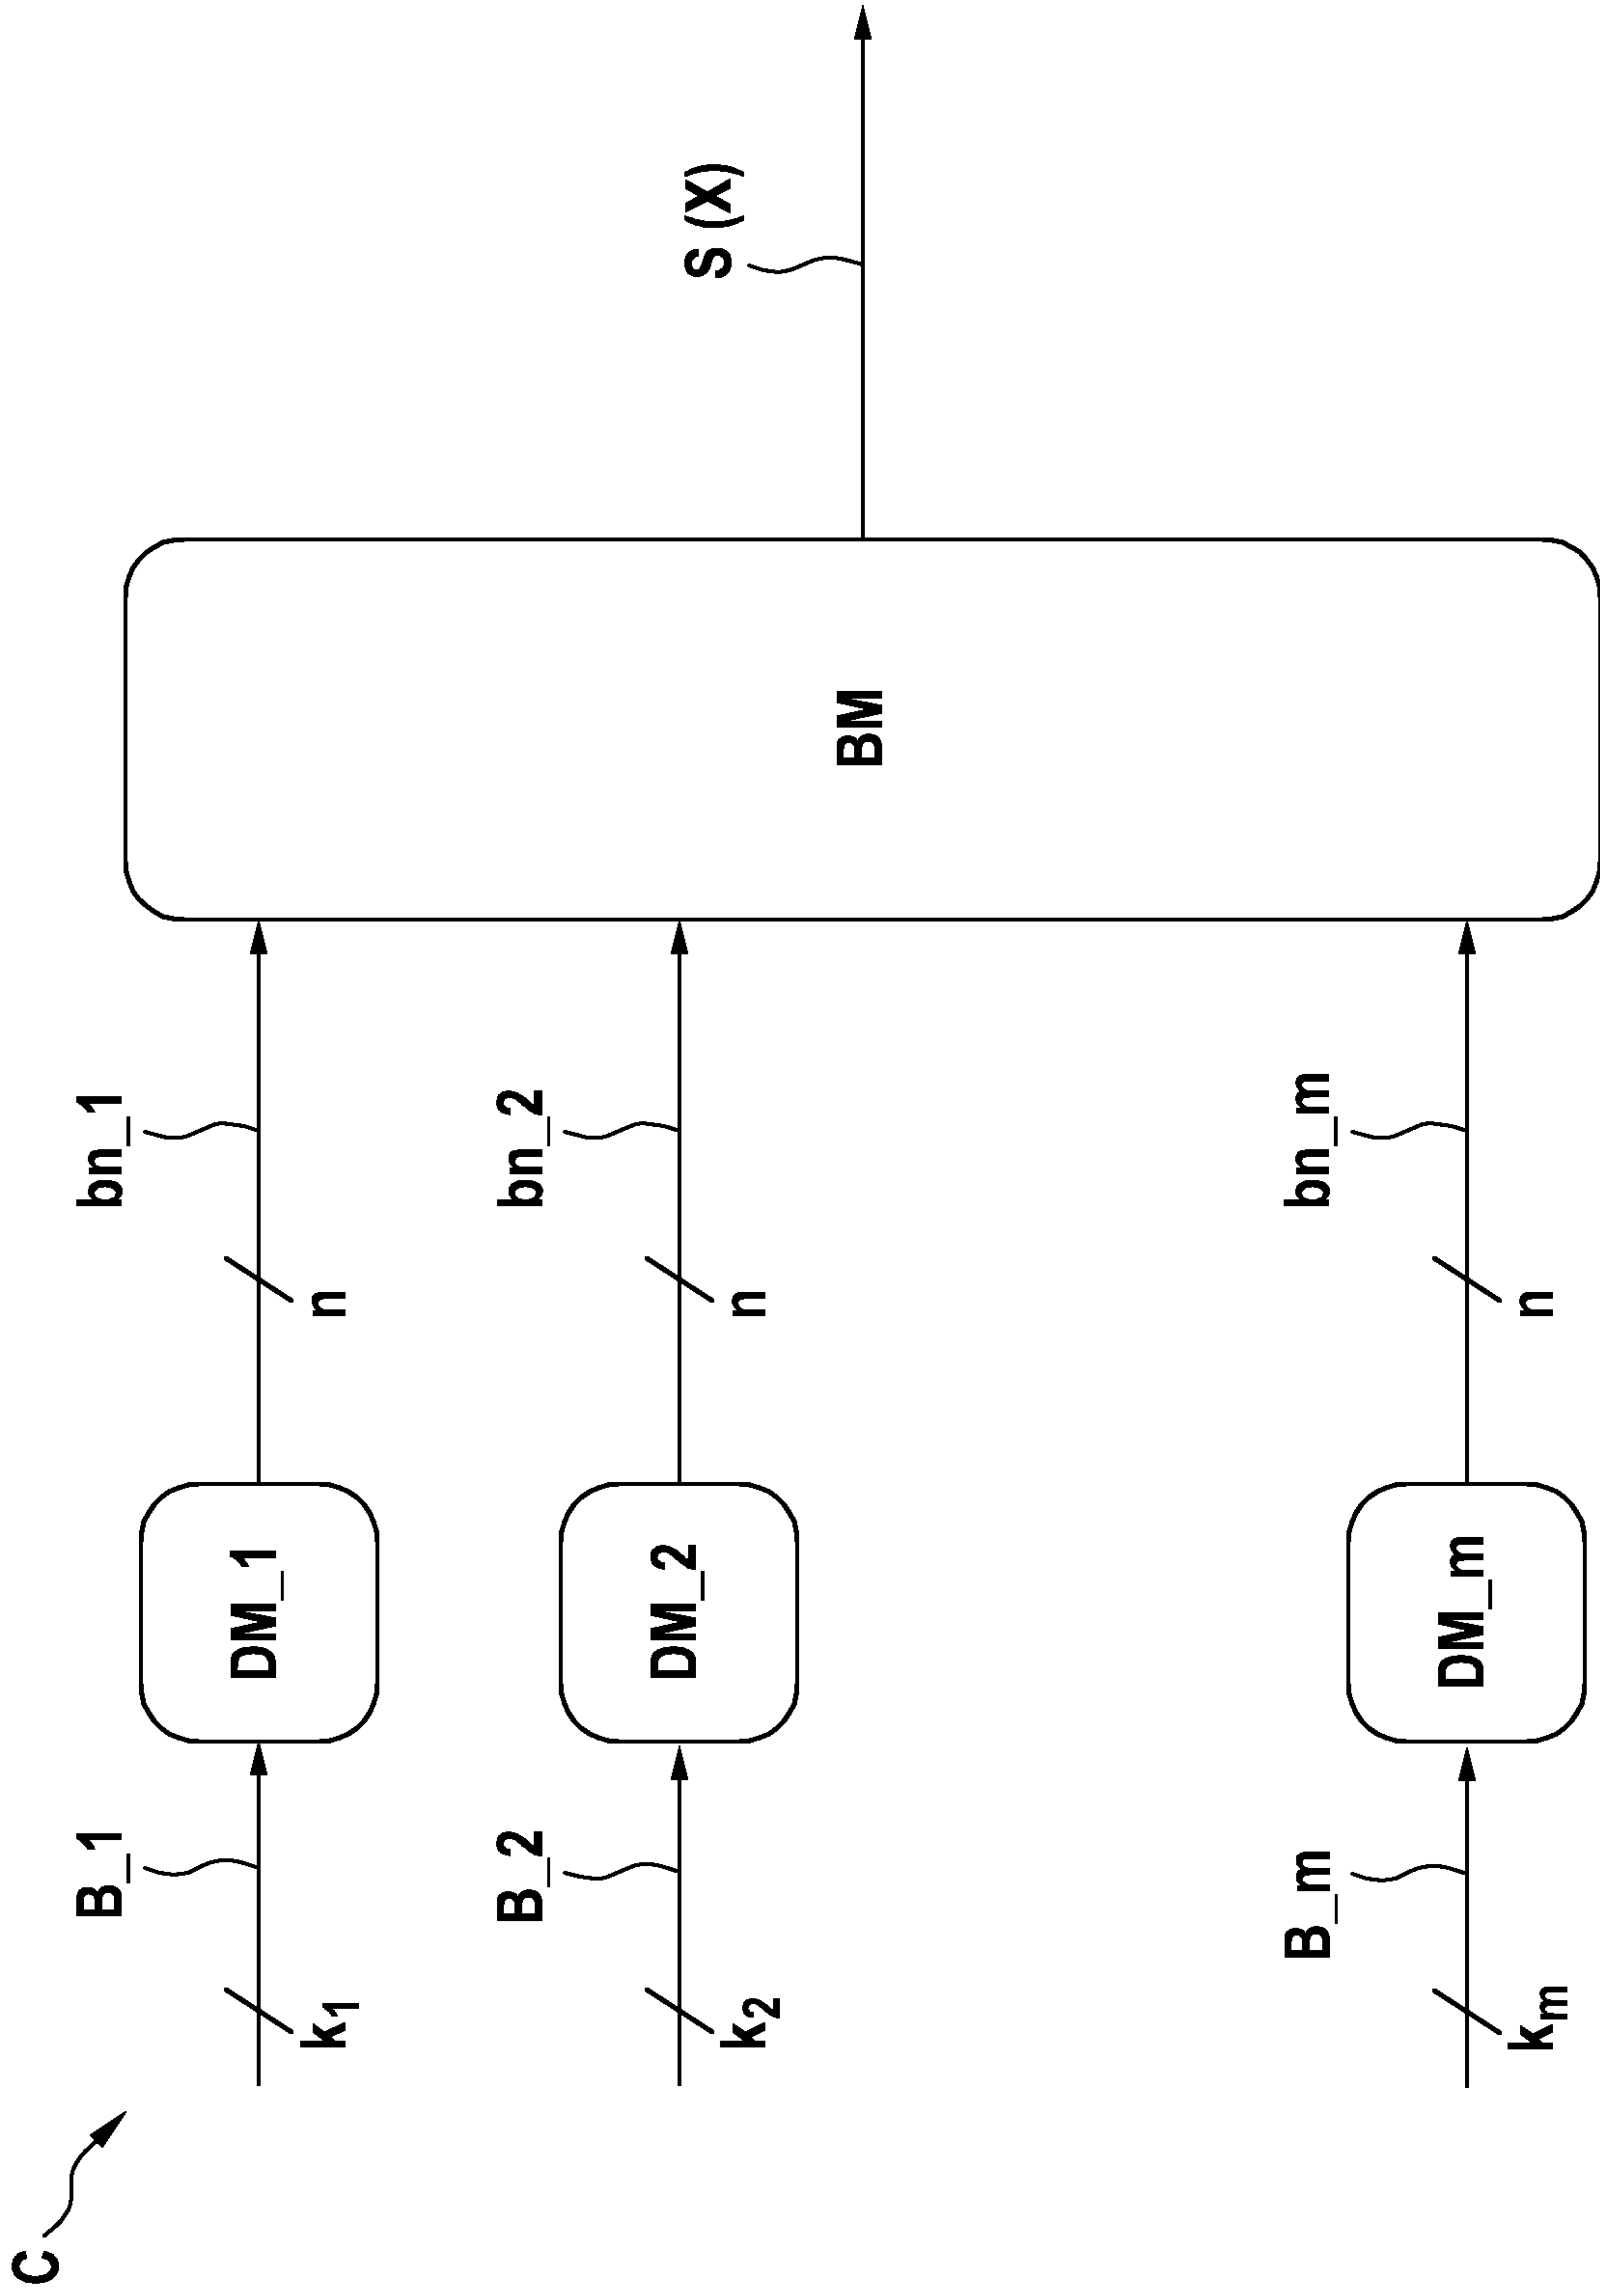 C
B_1
k1
DM_1
bn_1
n
B_2
k2
DM_2
bn_2
n
B_m
km
DM_m
bn_m
n
BM
S (X)